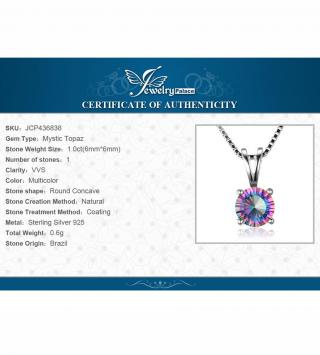 Jewelry Palace
CERTIFICATE OF AUTHENTICITY
SKU: JCP436838
Gem Type: Mystic Topaz
Stone Weight Size: 1.0ct(6mm*6mm)
Number of stones: 1
Clarity: VVS
Color: Multicolor
Stone shape: Round Concave
Stone Creation Method: Natural
Stone Treatment Method: Coating
Metal: Sterling Silver 925
Total Weight: 0.6g
Stone Origin: Brazil